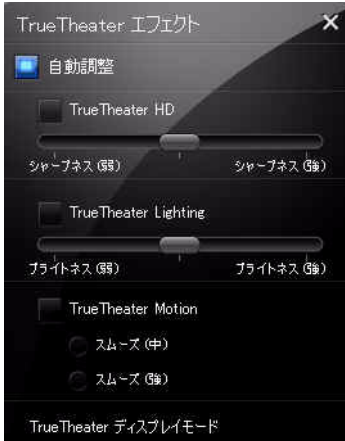 TrueTheater エフェクト
自動調整
TrueTheater HD
シャープネス (弱) シャープネス (強)
TrueTheater Lighting
ブライトネス (弱) ブライトネス (強)
TrueTheater Motion
スムーズ (中)
スムーズ (強)
TrueTheater ディスプレイモード